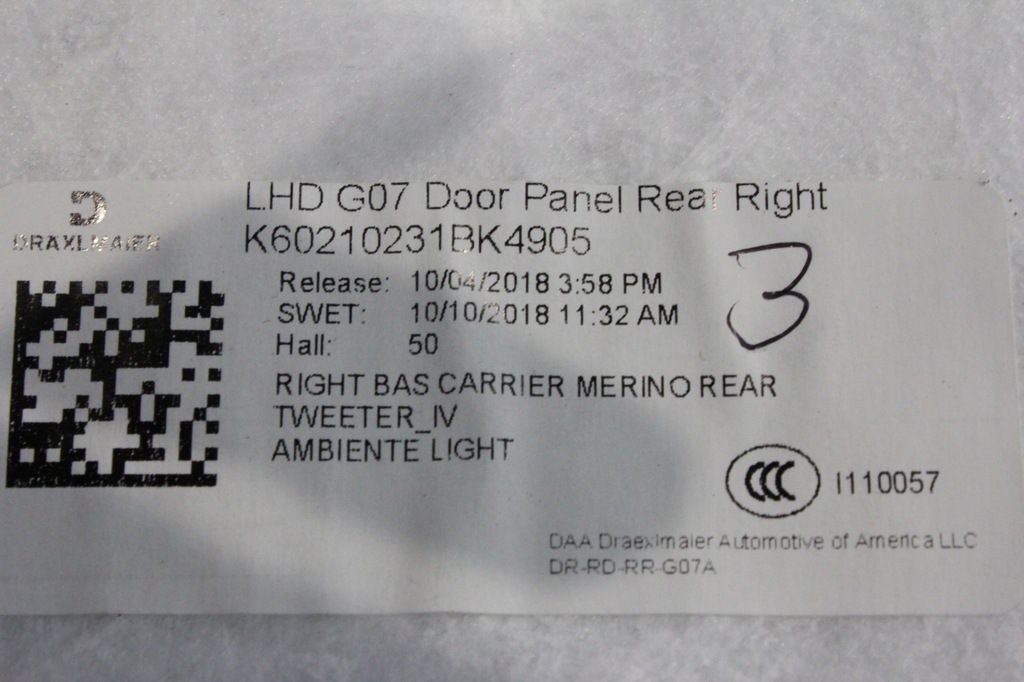 DRAXLMAIER
LHD G07 Door Panel Rear Right
K60210231BK4905
3
Release: 10/04/2018 3:58 PM
SWET: 10/10/2018 11:32 AM
Hall: 50
RIGHT BAS CARRIER MERINO REAR
TWEETER_IV
AMBIENTE LIGHT
CCC I110057
DAA Draexlmaier Automotive of America LLC
DR-RD-RR-G07A